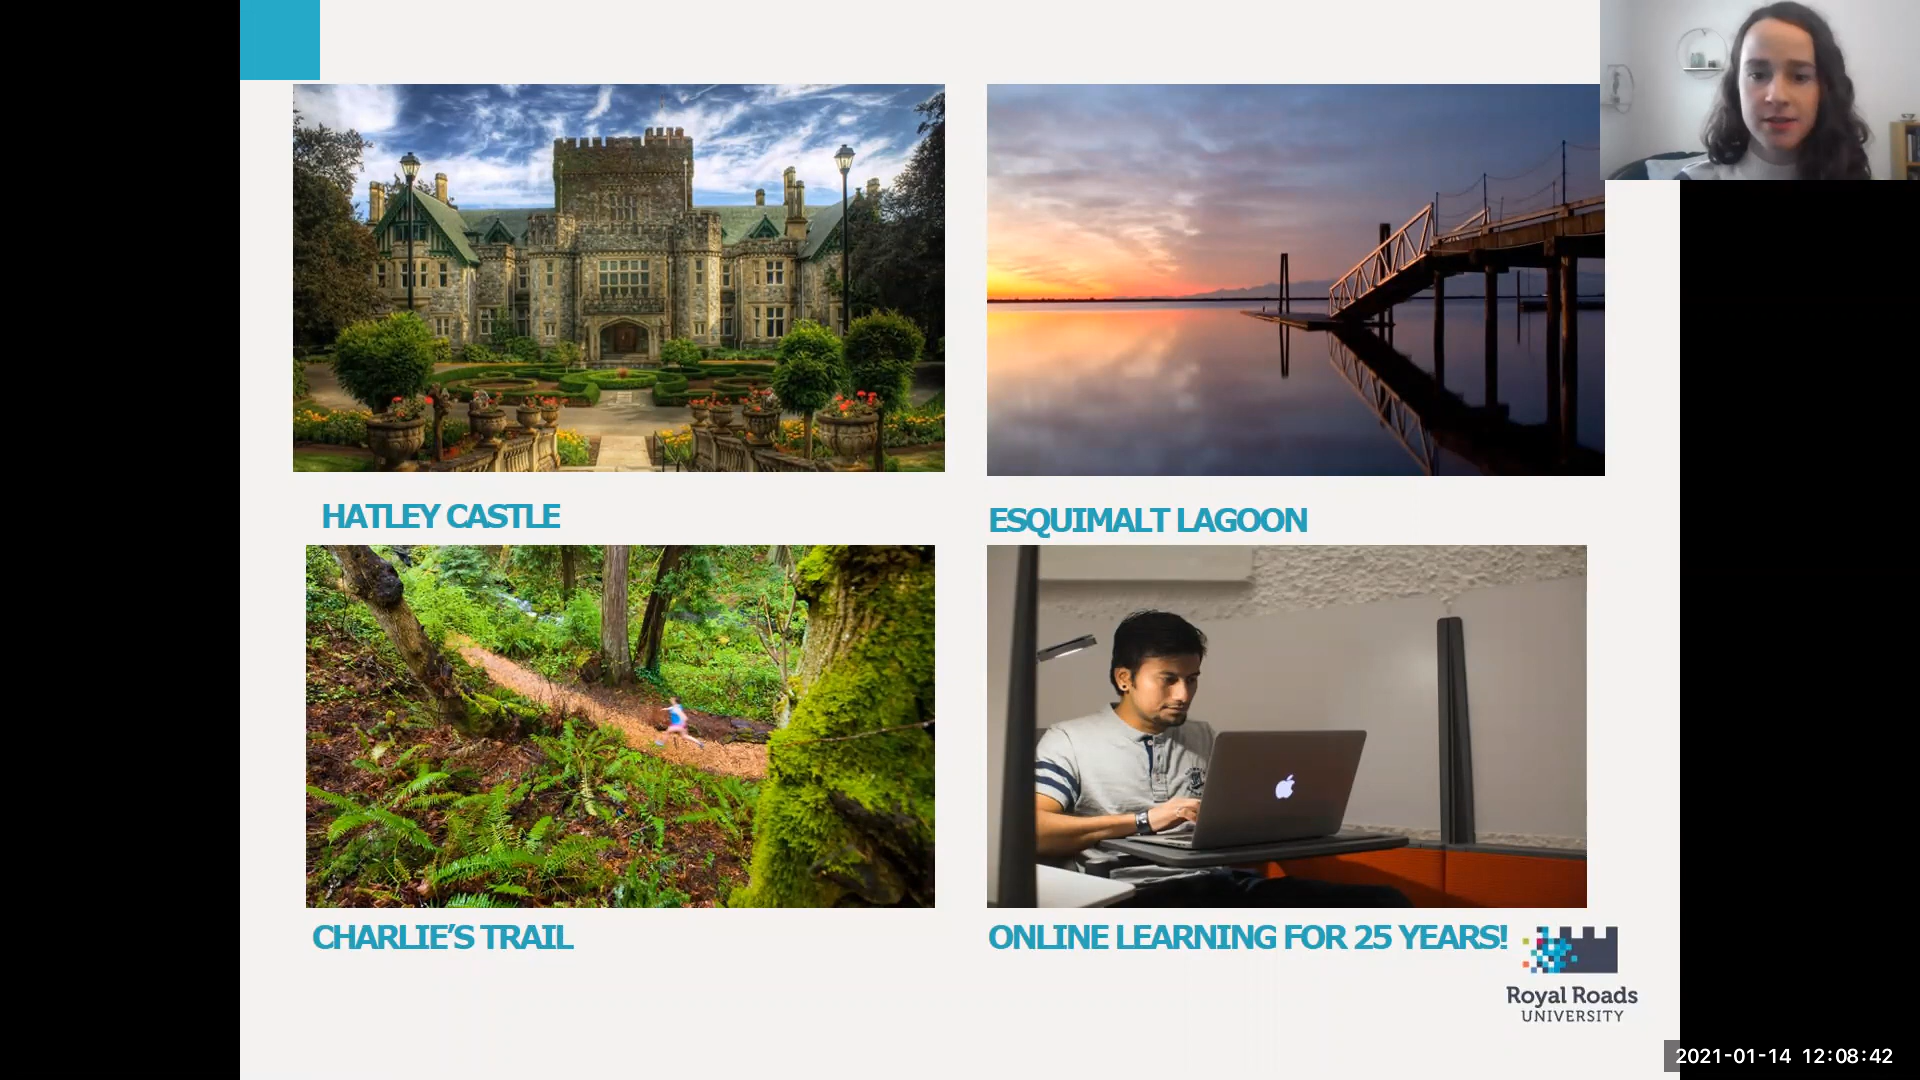 HATLEY CASTLE
ESQUIMALT LAGOON
CHARLIE’S TRAIL
ONLINE LEARNING FOR 25 YEARS!
Royal Roads
UNIVERSITY
2021-01-14 12:08:42